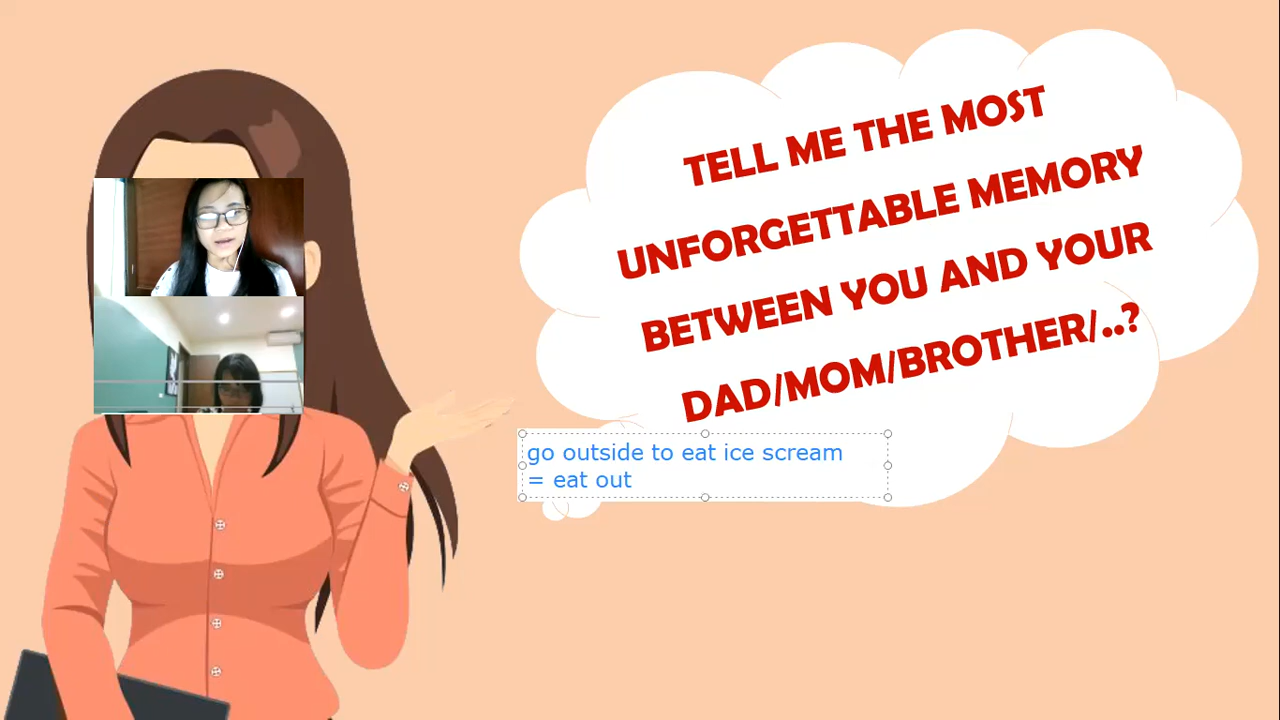 TELL ME THE MOST
UNFORGETTABLE MEMORY
BETWEEN YOU AND YOUR
DAD/MOM/BROTHER/..?
go outside to eat ice scream
= eat out